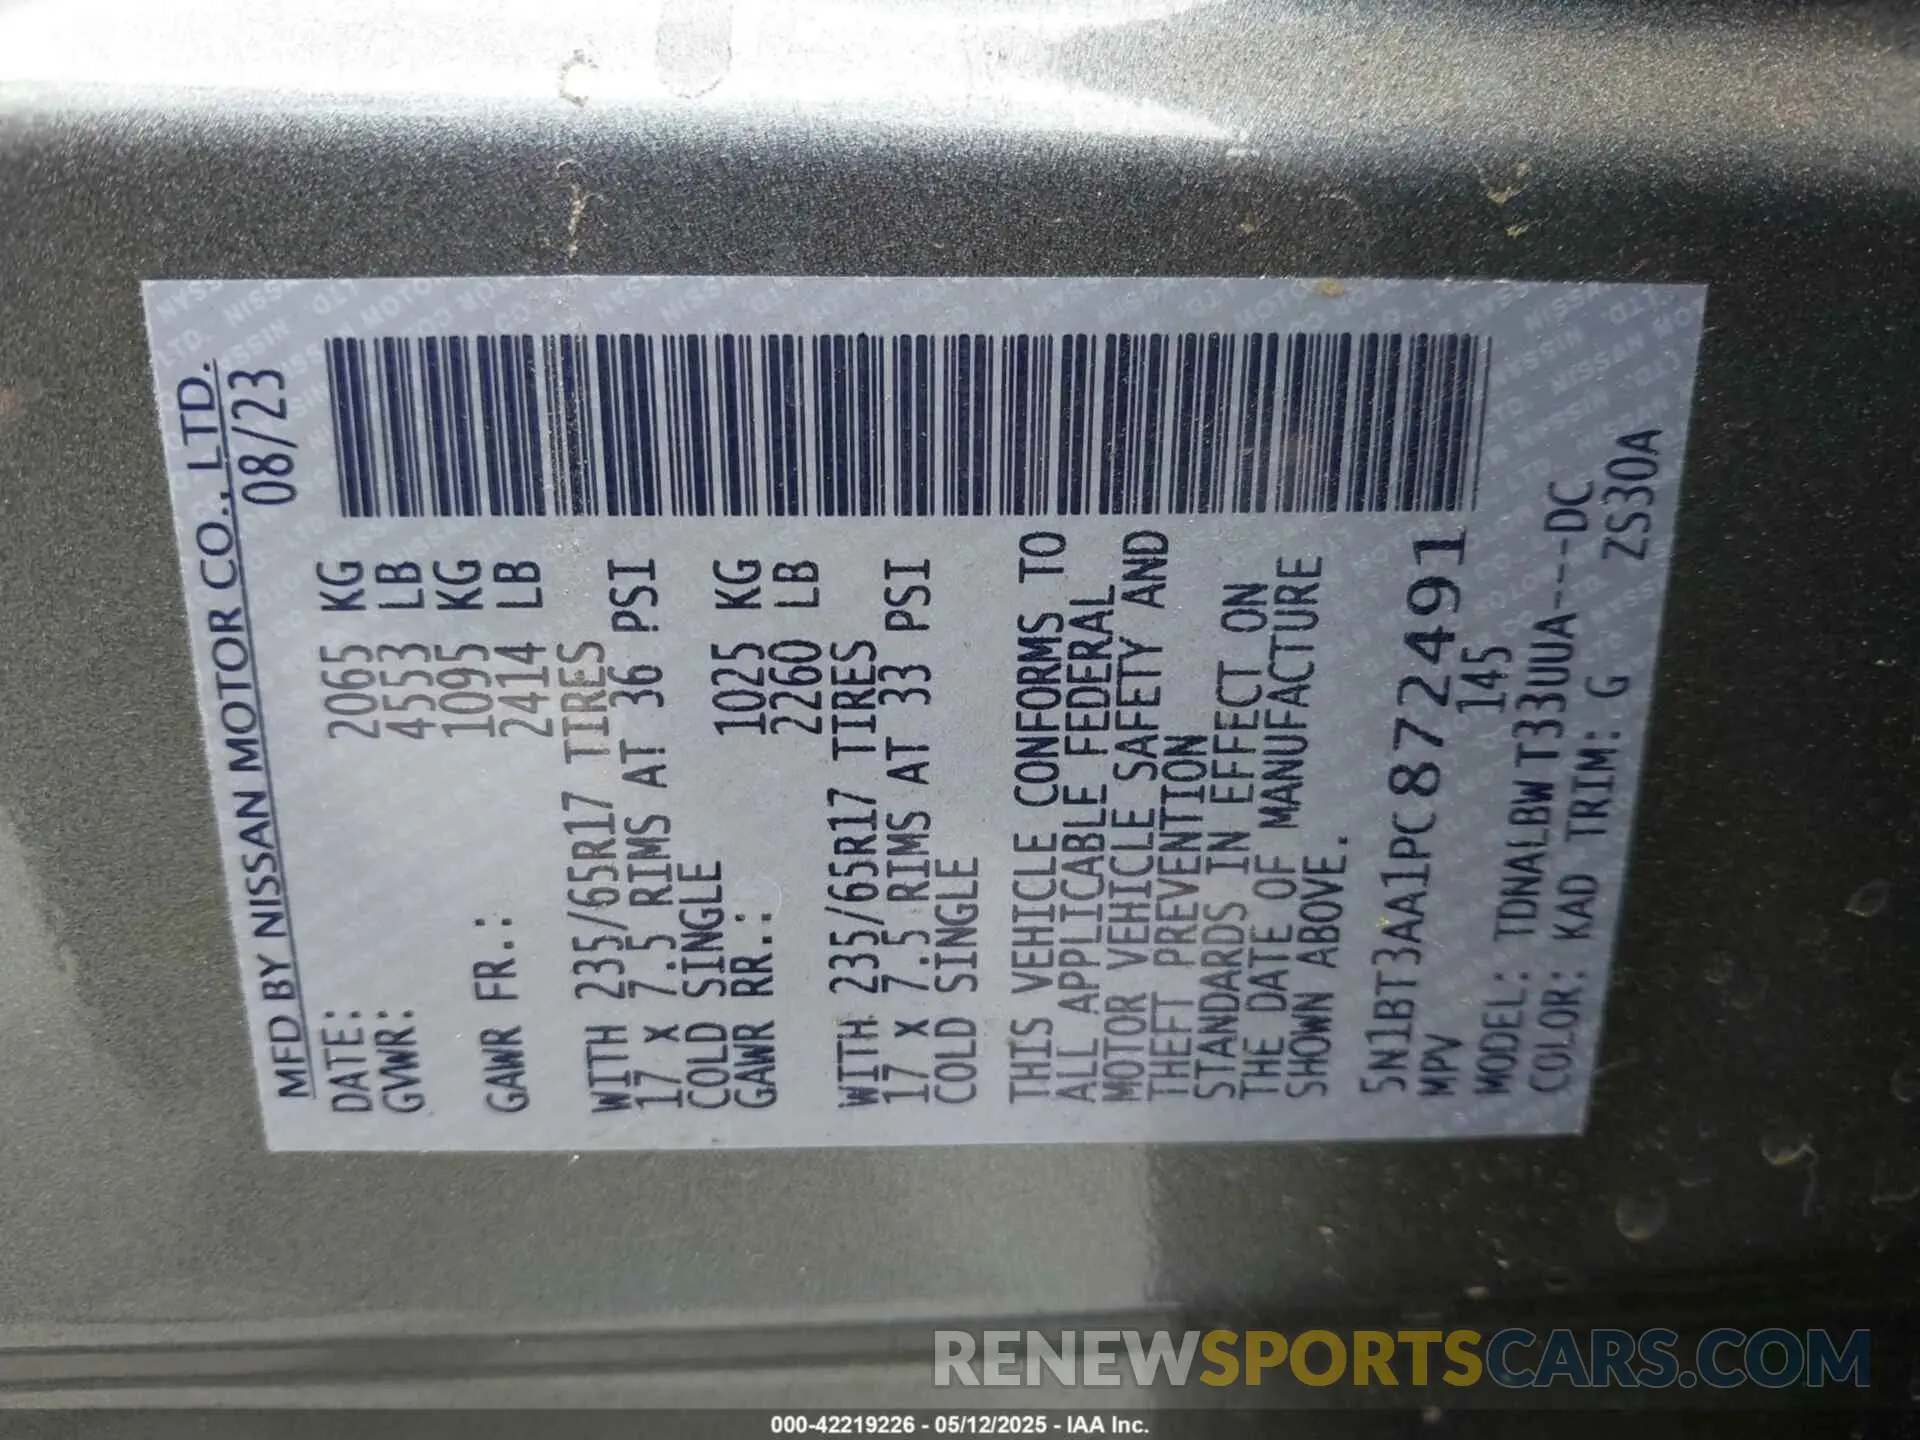 MFD BY NISSAN MOTOR CO., LTD.
DATE: 08/23
GVWR: 2065 KG
4553 LB
GAWR FR.: 1095 KG
2414 LB
WITH 235/65R17 TIRES
17 X 7.5 RIMS AT 36 PSI
COLD SINGLE
GAWR RR.: 1025 KG
2260 LB
WITH 235/65R17 TIRES
17 X 7.5 RIMS AT 33 PSI
COLD SINGLE
THIS VEHICLE CONFORMS TO
ALL APPLICABLE FEDERAL
MOTOR VEHICLE SAFETY AND
THEFT PREVENTION
STANDARDS IN EFFECT ON
THE DATE OF MANUFACTURE
SHOWN ABOVE.
5N1BT3AA1PC872491
MPV 145
MODEL: TDNALBW T33UUA---DC
COLOR: KAD TRIM: G ZS30A
RENEWSPORTSCARS.COM
000-42219226 - 05/12/2025 - IAA Inc.